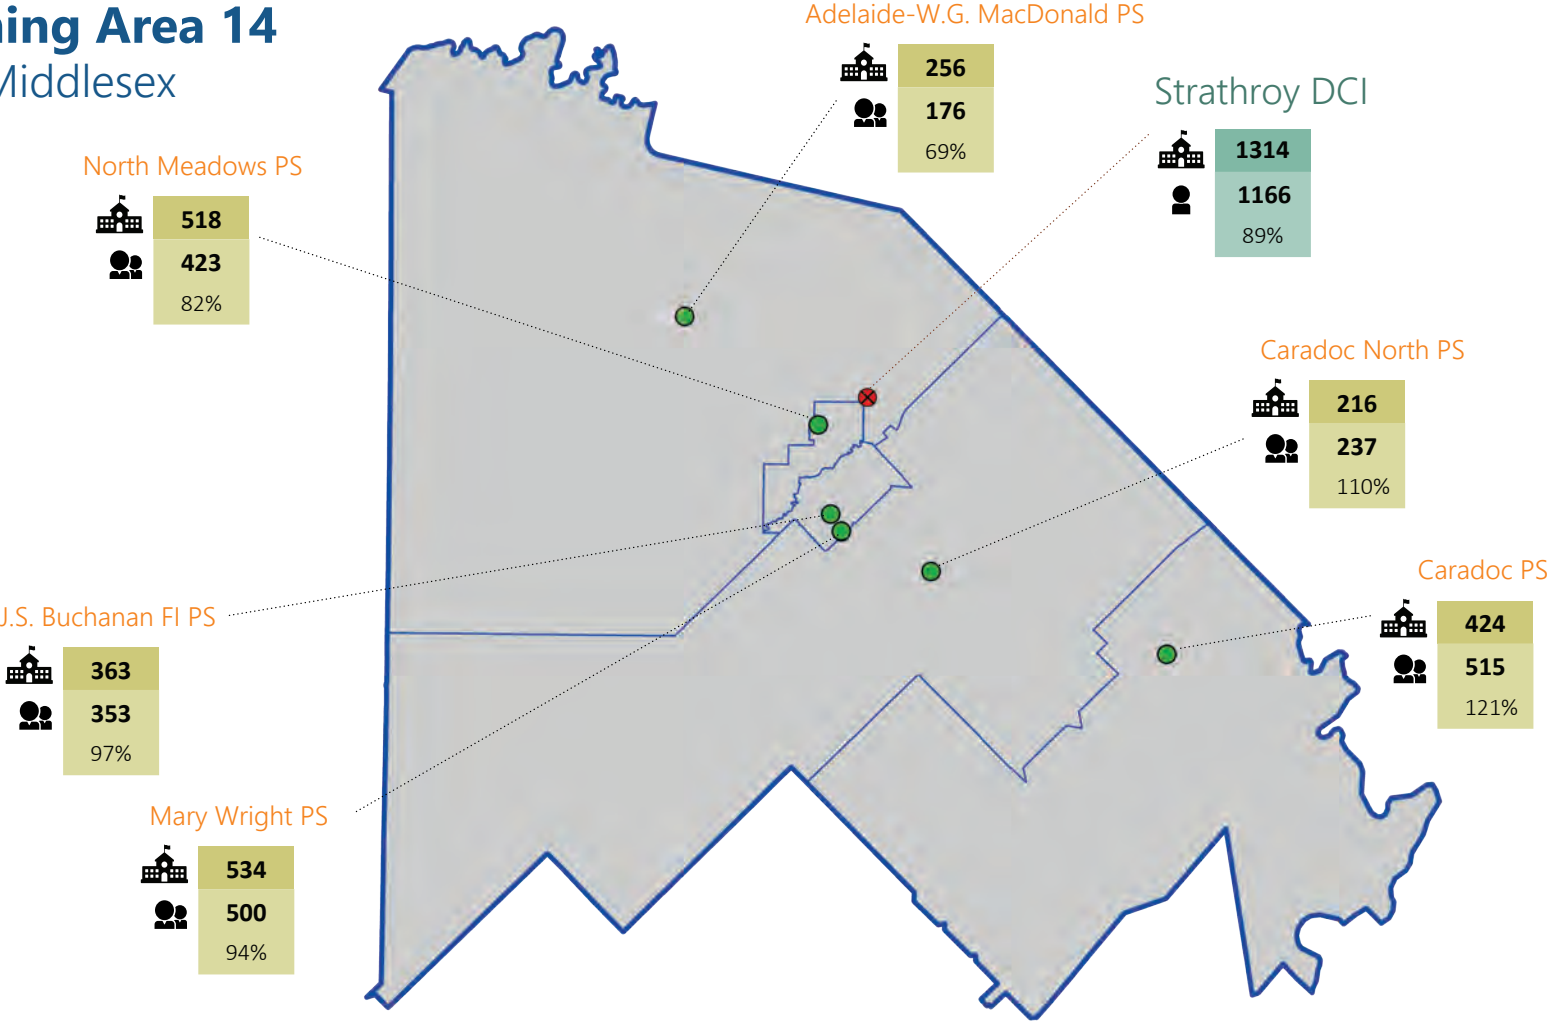 ning Area 14
Middlesex
Adelaide-W.G. MacDonald PS
256
176
69%
Strathroy DCI
1314
1166
89%
North Meadows PS
518
423
82%
Caradoc North PS
216
237
110%
Caradoc PS
424
515
121%
J.S. Buchanan FI PS
363
353
97%
Mary Wright PS
534
500
94%